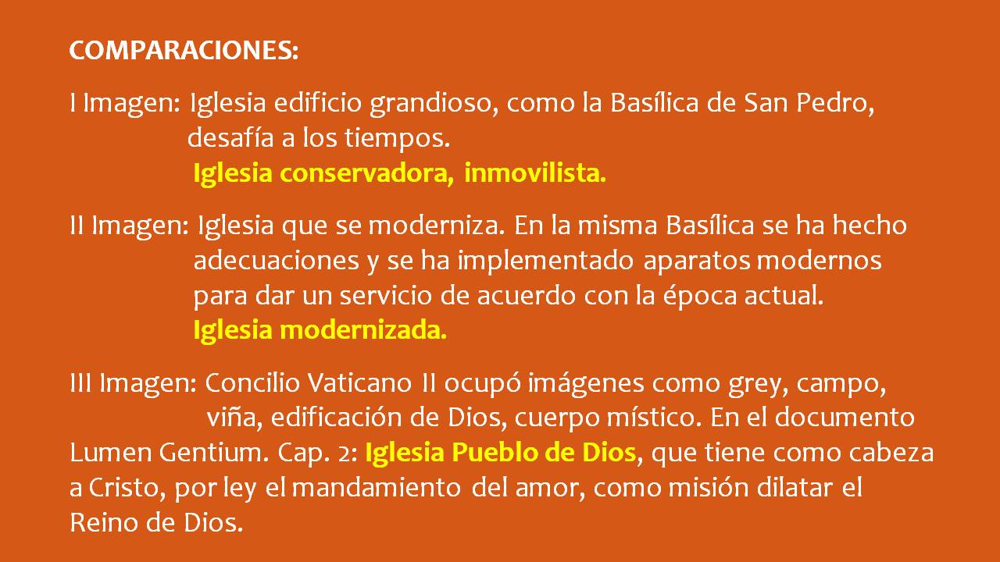 COMPARACIONES:
I Imagen: Iglesia edificio grandioso, como la Basílica de San Pedro,
desafía a los tiempos.
Iglesia conservadora, inmovilista.
II Imagen: Iglesia que se moderniza. En la misma Basílica se ha hecho
adecuaciones y se ha implementado aparatos modernos
para dar un servicio de acuerdo con la época actual.
Iglesia modernizada.
III Imagen: Concilio Vaticano II ocupó imágenes como grey, campo,
viña, edificación de Dios, cuerpo místico. En el documento
Lumen Gentium. Cap. 2: Iglesia Pueblo de Dios, que tiene como cabeza
a Cristo, por ley el mandamiento del amor, como misión dilatar el
Reino de Dios.